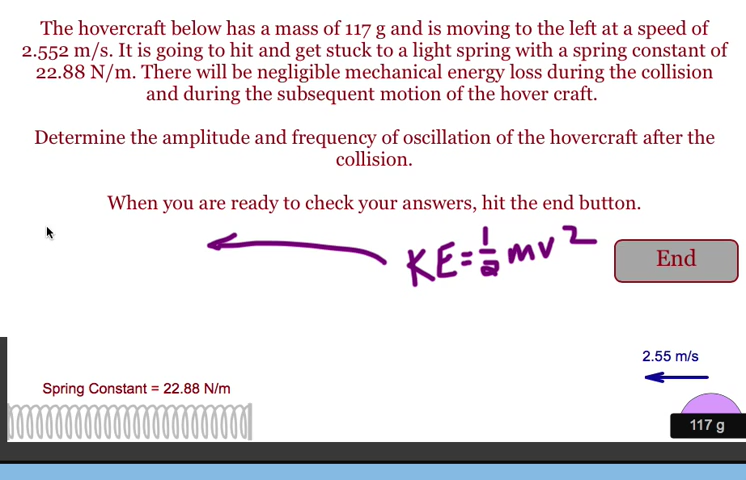 The hovercraft below has a mass of 117 g and is moving to the left at a speed of
2.552 m/s. It is going to hit and get stuck to a light spring with a spring constant of
22.88 N/m. There will be negligible mechanical energy loss during the collision
and during the subsequent motion of the hover craft.
Determine the amplitude and frequency of oscillation of the hovercraft after the
collision.
When you are ready to check your answers, hit the end button.
KE=½mv²
End
2.55 m/s
Spring Constant = 22.88 N/m
117 g